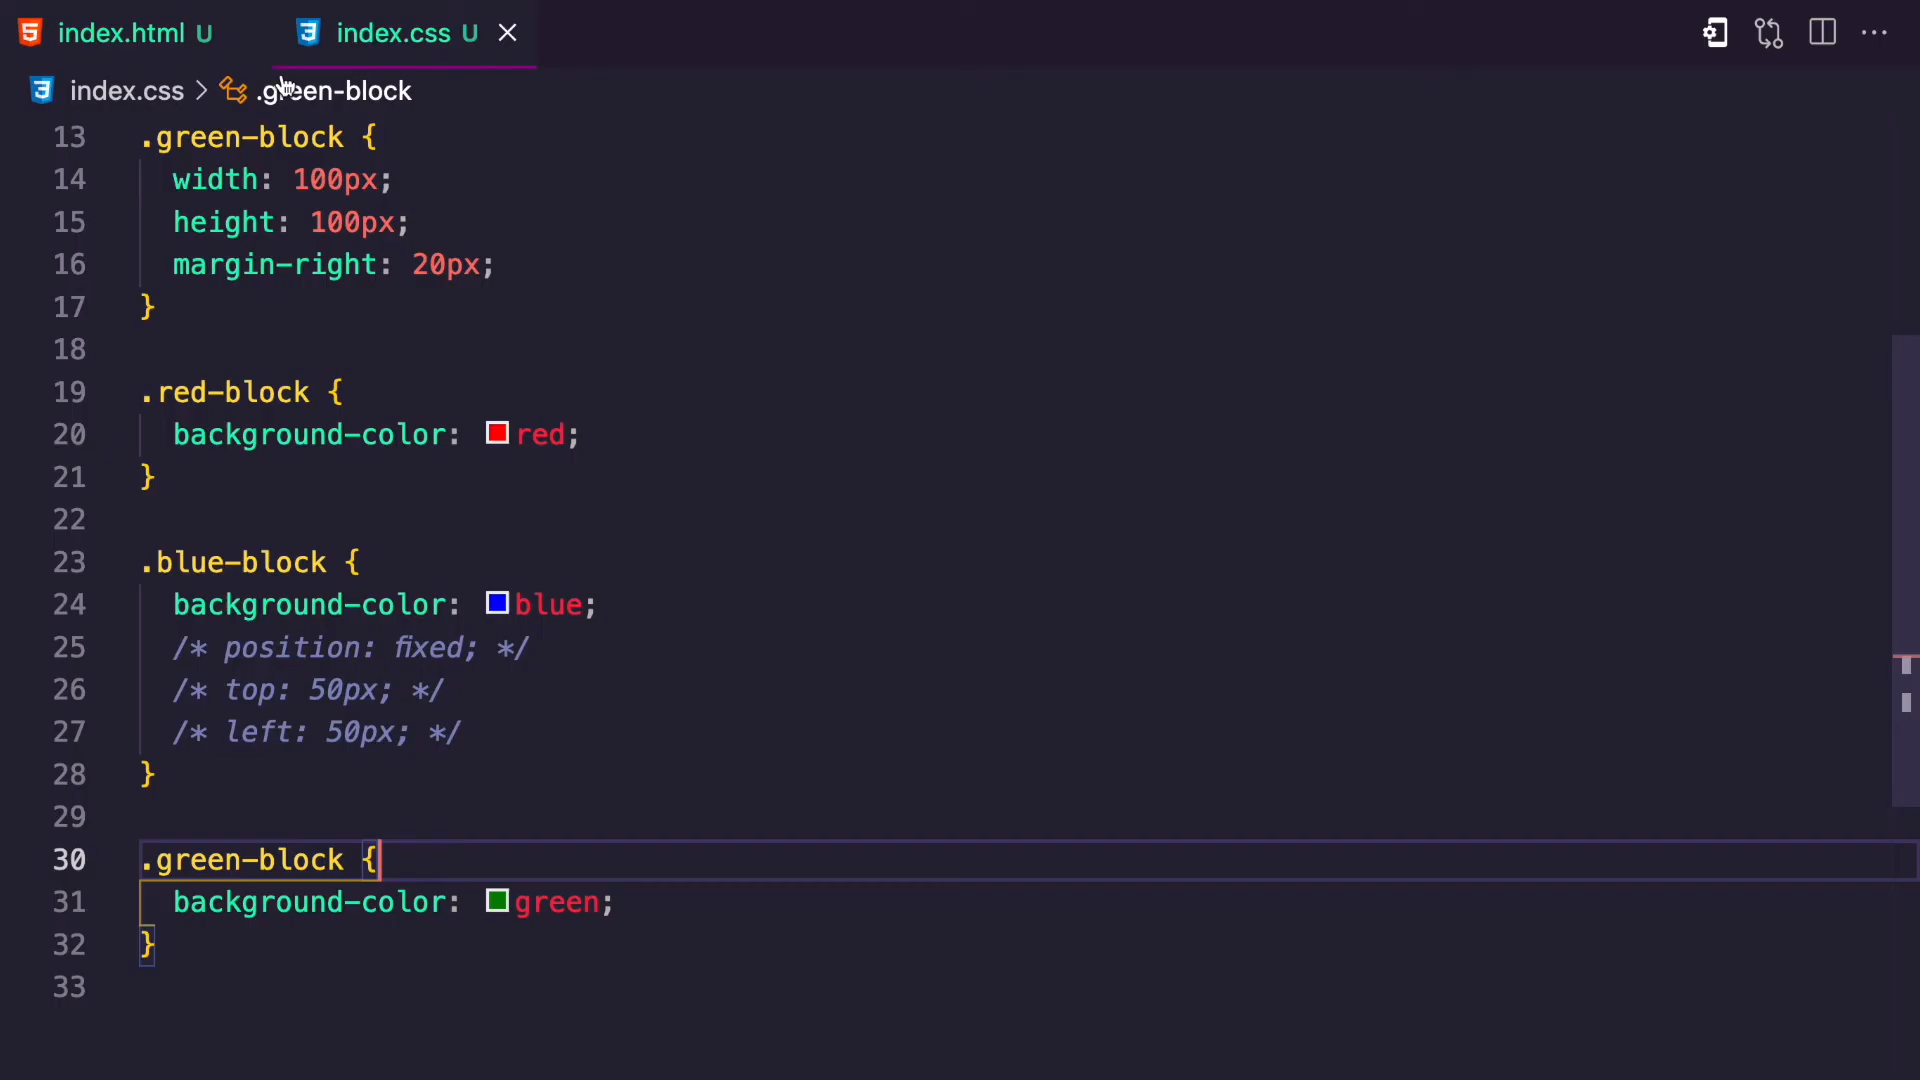 index.html U index.css U
index.css > .green-block
13 .green-block {
14 width: 100px;
15 height: 100px;
16 margin-right: 20px;
17 }
18
19 .red-block {
20 background-color: red;
21 }
22
23 .blue-block {
24 background-color: blue;
25 /* position: fixed; */
26 /* top: 50px; */
27 /* left: 50px; */
28 }
29
30 .green-block {
31 background-color: green;
32 }
33